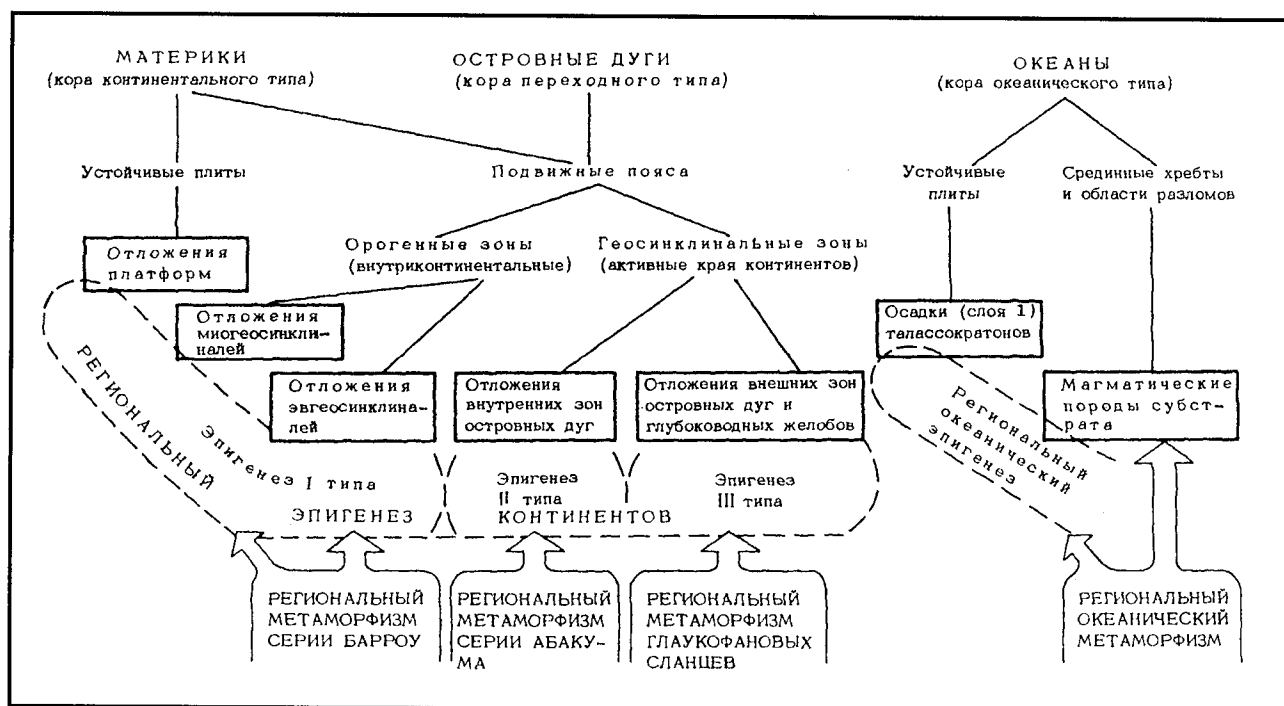 МАТЕРИКИ
(кора континентального типа)
ОСТРОВНЫЕ ДУГИ
(кора переходного типа)
ОКЕАНЫ
(кора океанического типа)
Устойчивые плиты
Подвижные пояса
Устойчивые
плиты
Срединные хребты
и области разломов
Орогенные зоны
(внутриконтинентальные)
Геосинклинальные зоны
(активные края континентов)
Отложения
платформ
Отложения
миогеосинкли-
налей
Отложения
эвгеосинклина-
лей
Отложения
внутренних зон
островных дуг
Отложения внешних зон
островных дуг и
глубоководных желобов
Осадки (слоя 1)
талассократонов
Магматические
породы субст-
рата
РЕГИОНАЛЬНЫЙ
Эпигенез I типа
ЭПИГЕНЕЗ
Эпигенез
II типа
КОНТИНЕНТОВ
Эпигенез
III типа
Региональный
океанический
эпигенез
РЕГИОНАЛЬНЫЙ
МЕТАМОРФИЗМ
СЕРИИ БАРРОУ
РЕГИОНАЛЬНЫЙ
МЕТАМОРФИЗМ
СЕРИИ АБАКУ-
МА
РЕГИОНАЛЬНЫЙ
МЕТАМОРФИЗМ
ГЛАУКОФАНОВЫХ
СЛАНЦЕВ
РЕГИОНАЛЬНЫЙ
ОКЕАНИЧЕСКИЙ
МЕТАМОРФИЗМ